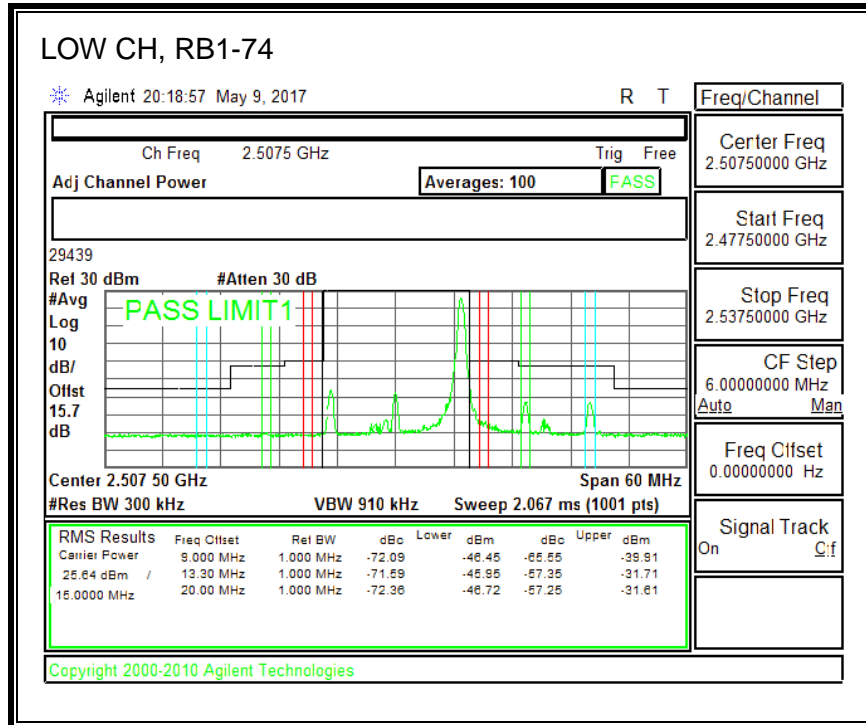 LOW CH, RB1-74
Agilent 20:18:57 May 9, 2017 R T
Freq/Channel
Ch Freq 2.5075 GHz Trig Free
Adj Channel Power Averages: 100 PASS
Center Freq
2.50750000 GHz
Start Freq
2.47750000 GHz
Stop Freq
2.53750000 GHz
CF Step
6.00000000 MHz
Auto Man
Freq Offset
0.00000000 Hz
Signal Track
On Off
29439
Ref 30 dBm #Atten 30 dB
#Avg
Log
10
dB/
Offst
15.7
dB
PASS LIMIT1
Center 2.507 50 GHz Span 60 MHz
#Res BW 300 kHz VBW 910 kHz Sweep 2.067 ms (1001 pts)
RMS Results Freq Offset Ref BW dBc Lower dBm dBc Upper dBm
Carrier Power 9.000 MHz 1.000 MHz -72.09 -46.45 -65.55 -39.91
25.64 dBm / 13.30 MHz 1.000 MHz -71.59 -45.95 -57.35 -31.71
15.0000 MHz 20.00 MHz 1.000 MHz -72.36 -46.72 -57.25 -31.61
Copyright 2000-2010 Agilent Technologies